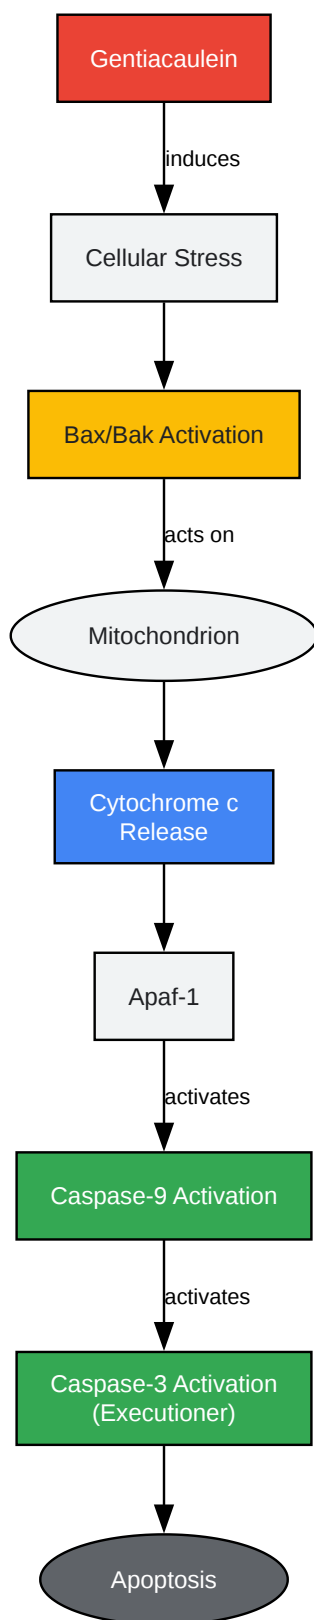 Gentiacaulein
induces
Cellular Stress
Bax/Bak Activation
acts on
Mitochondrion
Cytochrome c
Release
Apaf-1
activates
Caspase-9 Activation
activates
Caspase-3 Activation
(Executioner)
Apoptosis